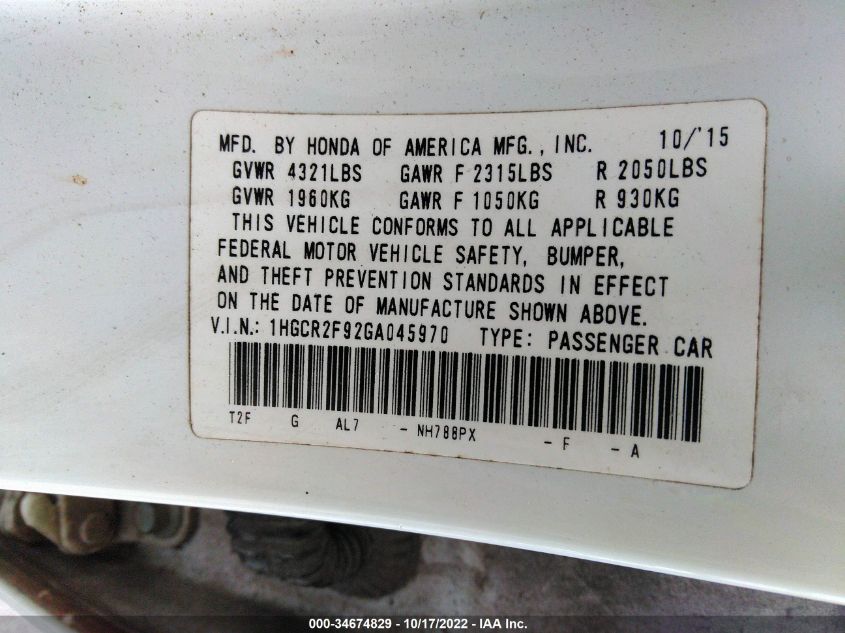 MFD. BY HONDA OF AMERICA MFG., INC. 10/'15
GVWR 4321LBS GAWR F 2315LBS R 2050LBS
GVWR 1960KG GAWR F 1050KG R 930KG
THIS VEHICLE CONFORMS TO ALL APPLICABLE
FEDERAL MOTOR VEHICLE SAFETY, BUMPER,
AND THEFT PREVENTION STANDARDS IN EFFECT
ON THE DATE OF MANUFACTURE SHOWN ABOVE.
V.I.N.: 1HGCR2F92GA045970 TYPE: PASSENGER CAR
T2F G AL7 - NH788PX - F - A
000-34674829 - 10/17/2022 - IAA Inc.